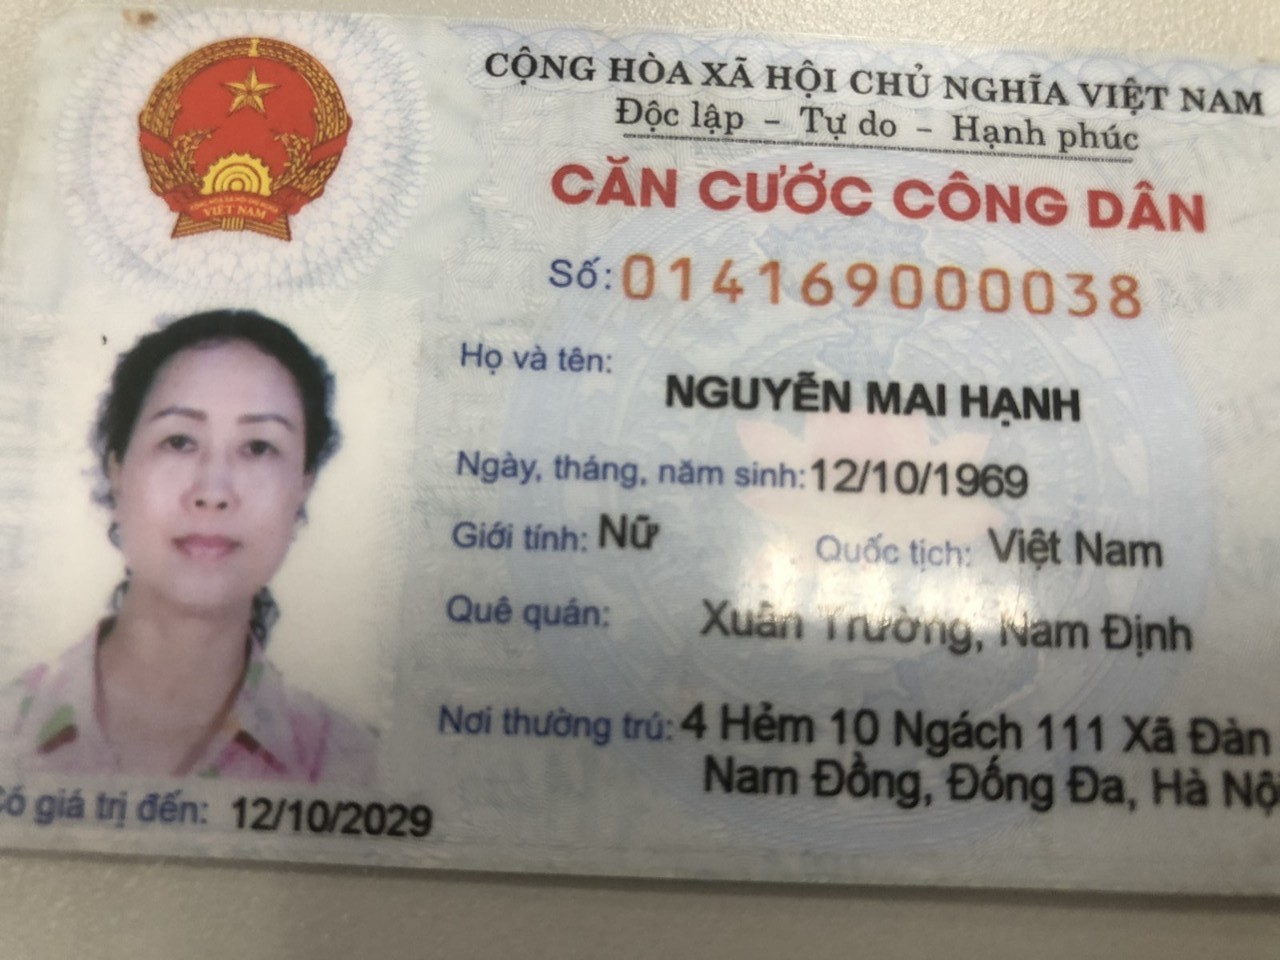 CỘNG HÒA XÃ HỘI CHỦ NGHĨA VIỆT NAM
Độc lập - Tự do - Hạnh phúc
CĂN CƯỚC CÔNG DÂN
Số: 014169000038
Họ và tên:
NGUYỄN MAI HẠNH
Ngày, tháng, năm sinh: 12/10/1969
Giới tính: Nữ Quốc tịch: Việt Nam
Quê quán: Xuân Trường, Nam Định
Nơi thường trú: 4 Hẻm 10 Ngách 111 Xã Đàn
Nam Đồng, Đống Đa, Hà Nội
Có giá trị đến: 12/10/2029
VIỆT NAM